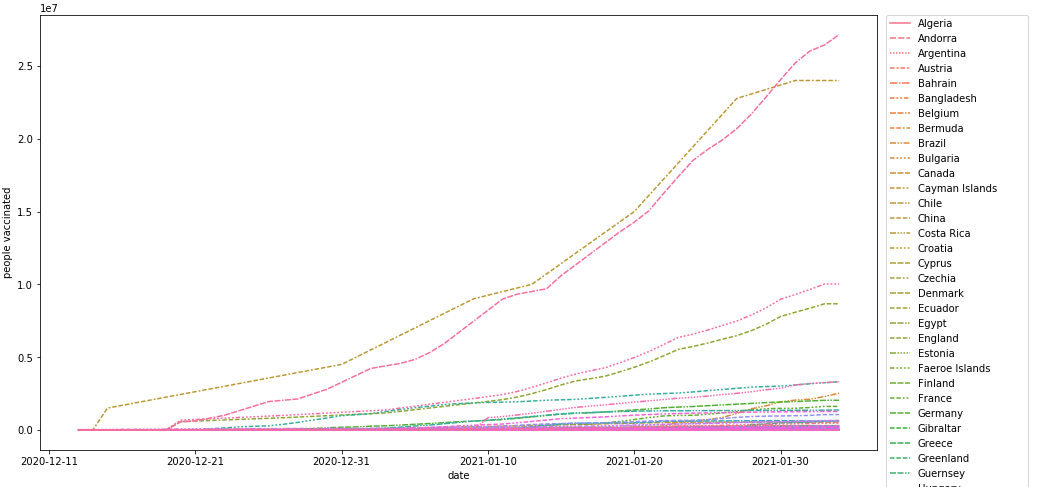 1e7
2.5
2.0
1.5
1.0
0.5
0.0
people vaccinated
2020-12-11 2020-12-21 2020-12-31 2021-01-10 2021-01-20 2021-01-30
date
Algeria
Andorra
Argentina
Austria
Bahrain
Bangladesh
Belgium
Bermuda
Brazil
Bulgaria
Canada
Cayman Islands
Chile
China
Costa Rica
Croatia
Cyprus
Czechia
Denmark
Ecuador
Egypt
England
Estonia
Faeroe Islands
Finland
France
Germany
Gibraltar
Greece
Greenland
Guernsey